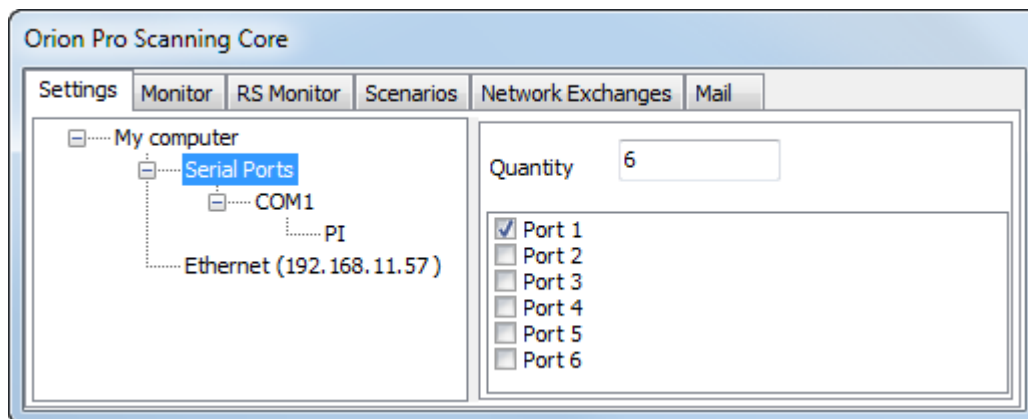 Orion Pro Scanning Core
Settings Monitor RS Monitor Scenarios Network Exchanges Mail
My computer
Serial Ports
COM1
PI
Ethernet (192.168.11.57)
Quantity 6
Port 1
Port 2
Port 3
Port 4
Port 5
Port 6